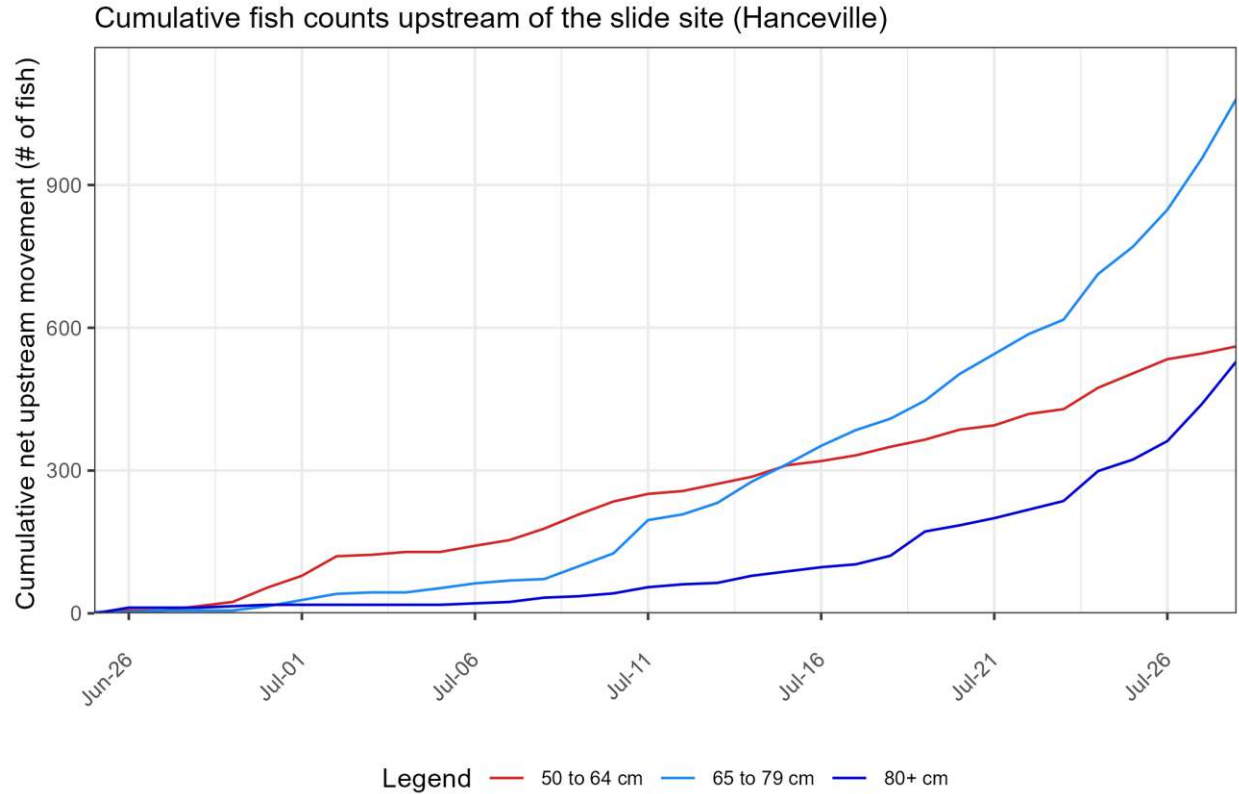 Cumulative fish counts upstream of the slide site (Hanceville)
Cumulative net upstream movement (# of fish)
900
600
300
0
Jun-26
Jul-01
Jul-06
Jul-11
Jul-16
Jul-21
Jul-26
Legend
50 to 64 cm
65 to 79 cm
80+ cm